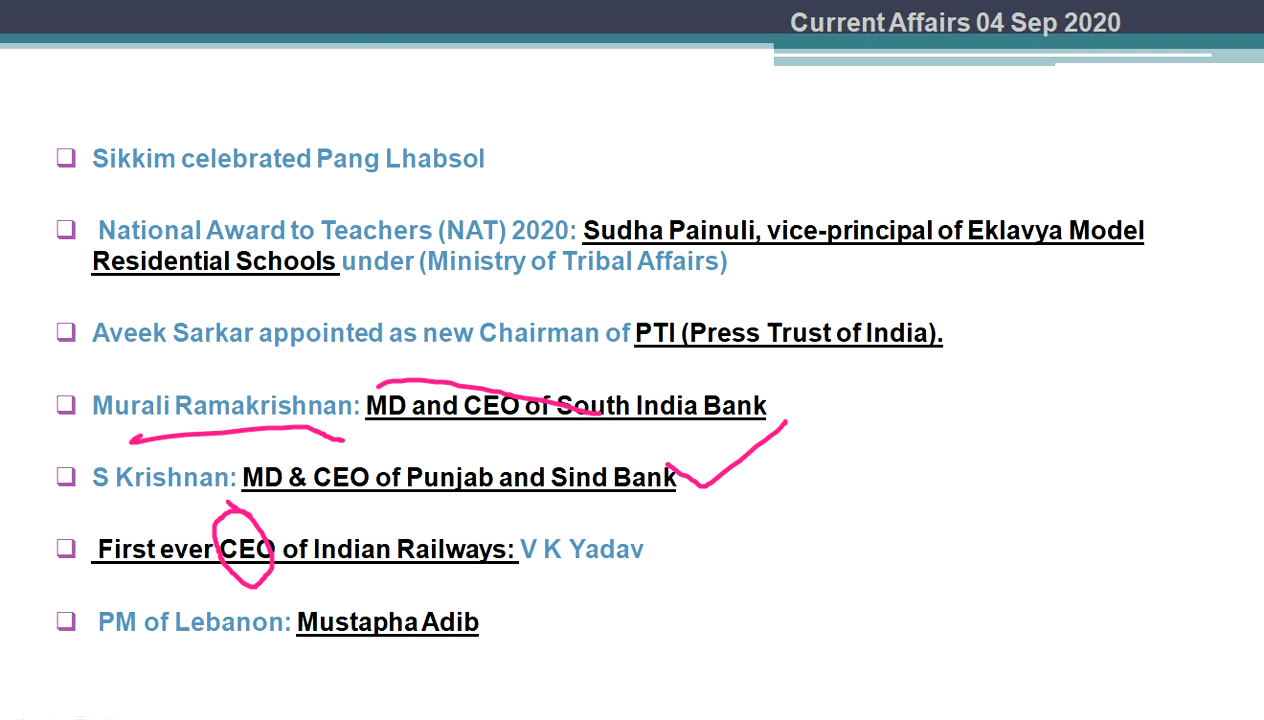 Current Affairs 04 Sep 2020
Sikkim celebrated Pang Lhabsol
National Award to Teachers (NAT) 2020: Sudha Painuli, vice-principal of Eklavya Model
Residential Schools under (Ministry of Tribal Affairs)
Aveek Sarkar appointed as new Chairman of PTI (Press Trust of India).
Murali Ramakrishnan: MD and CEO of South India Bank
S Krishnan: MD & CEO of Punjab and Sind Bank
First ever CEO of Indian Railways: V K Yadav
PM of Lebanon: Mustapha Adib